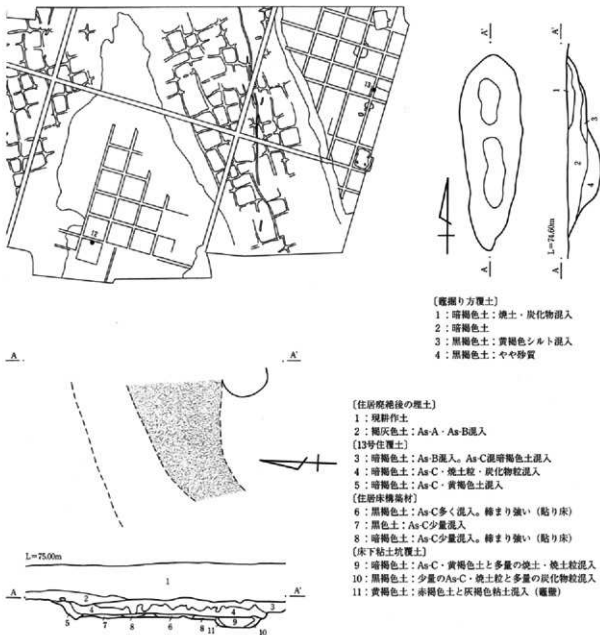 13
12
A'
A'
1
3
2
4
L=74.60m
A
A
〔竈掘り方覆土〕
1：暗褐色土：焼土・炭化物混入
2：暗褐色土
3：黒褐色土：黄褐色シルト混入
4：黒褐色土：やや砂質
A
A'
〔住居廃絶後の埋土〕
1：現耕作土
2：褐灰色土：As-A・As-B混入
〔13号住覆土〕
3：暗褐色土：As-B混入。As-C混暗褐色土混入
4：暗褐色土：As-C・焼土粒・炭化物粒混入
5：暗褐色土：As-C・黄褐色土混入
〔住居床構築材〕
6：黒褐色土：As-C多く混入。締まり強い（貼り床）
7：黒色土：As-C少量混入
8：暗褐色土：As-C少量混入。締まり強い（貼り床）
〔床下粘土坑覆土〕
9：暗褐色土：As-C・黄褐色土と多量の焼土・焼土粒混入
10：黒褐色土：少量のAs-C・焼土粒と多量の炭化物粒混入
11：黄褐色土：赤褐色土と灰褐色粘土混入（竈壁）
L=75.00m
1
A
2
A'
4
4
3
5
7
8
6
8
11
9
10